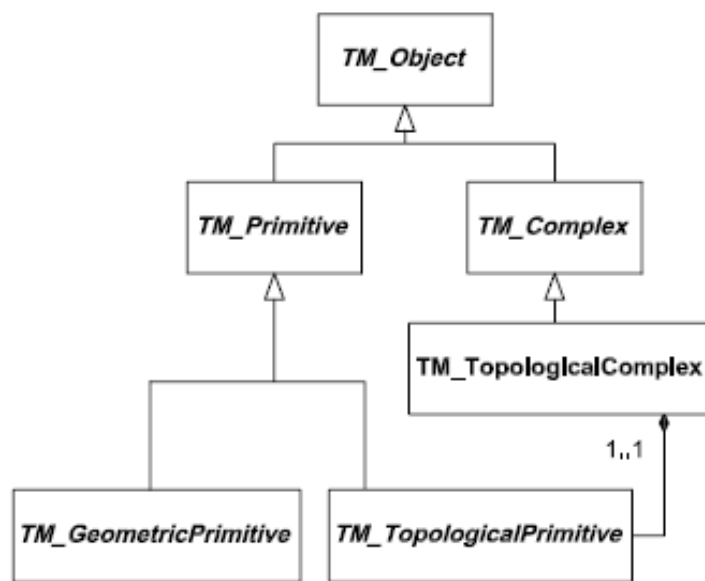 TM_Object
TM_Primitive
TM_Complex
TM_TopologicalComplex
1..1
TM_GeometricPrimitive
TM_TopologicalPrimitive